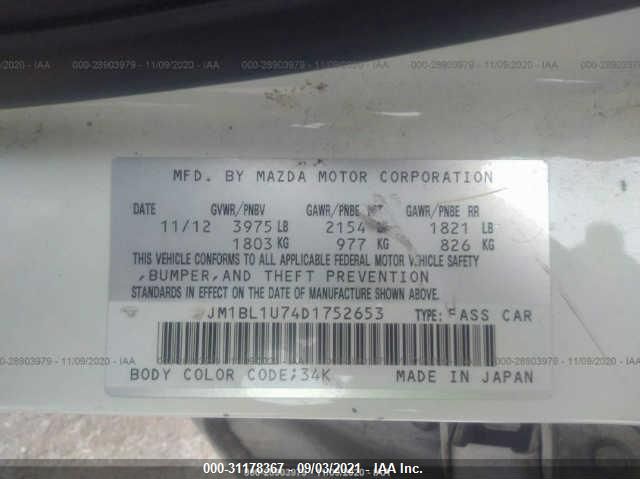 000-28903979 - 11/09/2020 - IAA
MFD. BY MAZDA MOTOR CORPORATION
DATE GVWR/PNBV GAWR/PNBE GAWR/PNBE RR
11/12 3975 LB 2154 1821 LB
1803 KG 977 KG 826 KG
THIS VEHICLE CONFORMS TO ALL APPLICABLE FEDERAL MOTOR VEHICLE SAFETY
,BUMPER,AND THEFT PREVENTION
STANDARDS IN EFFECT ON THE DATE OF MANUFACTURE SHOWN ABOVE.
JM1BL1U74D1752653 TYPE: PASS CAR
BODY COLOR CODE;34K MADE IN JAPAN
000-31178367 - 09/03/2021 - IAA Inc.